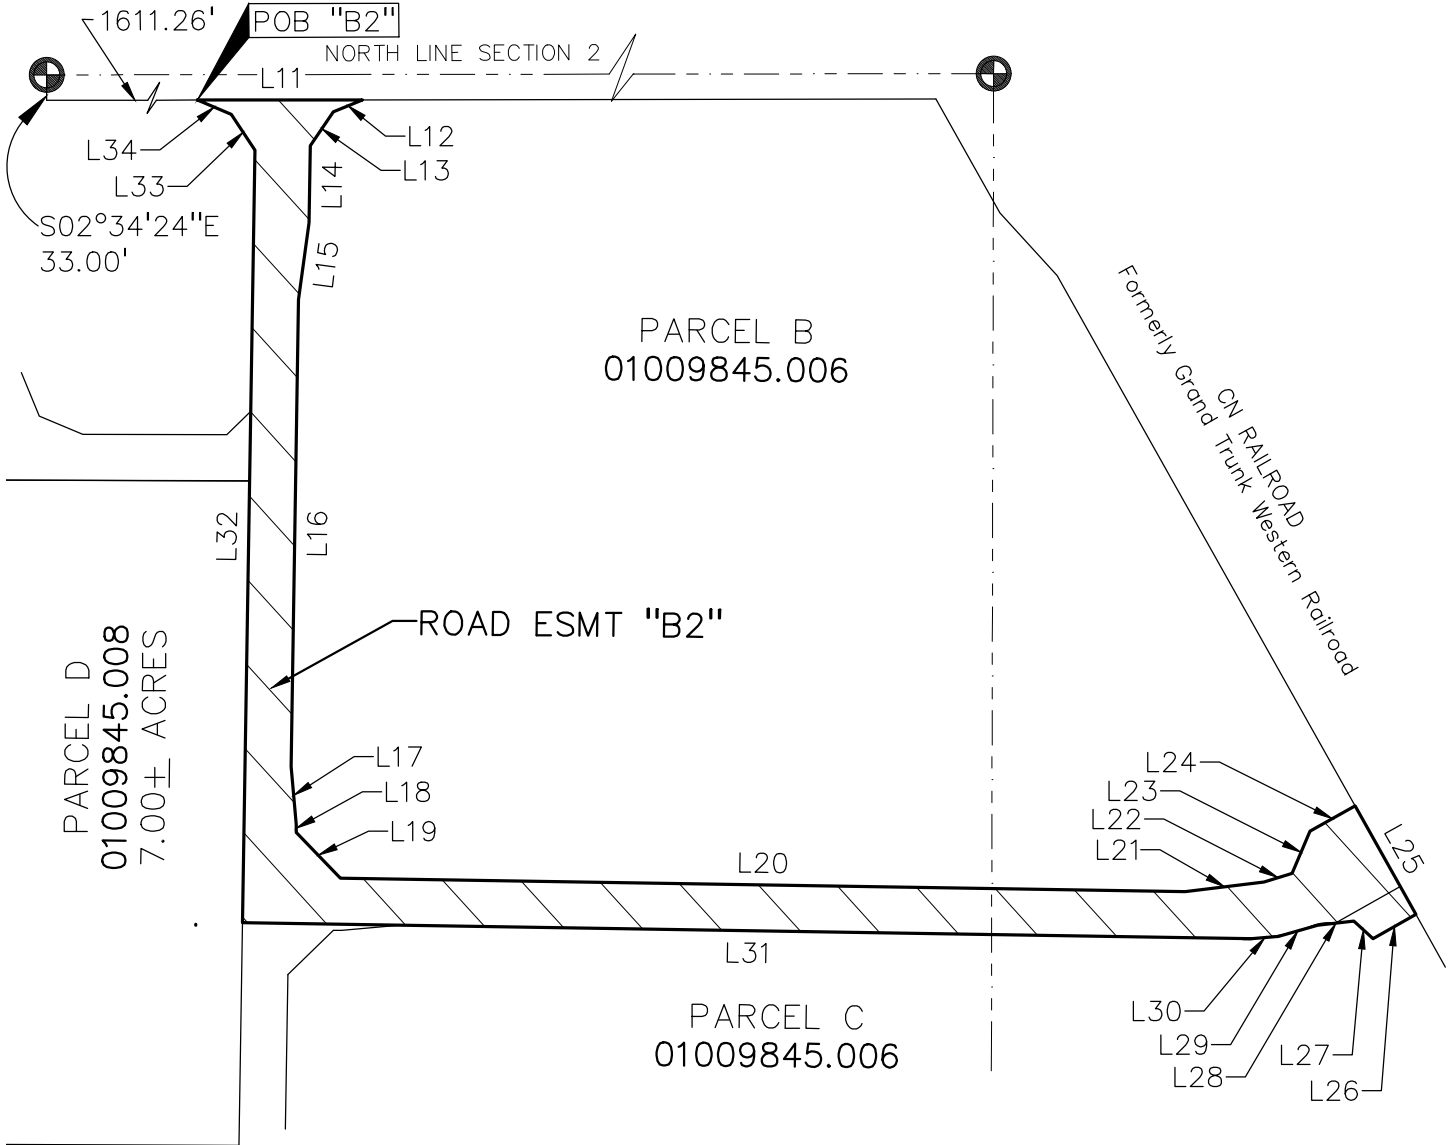 1611.26'
POB "B2"
NORTH LINE SECTION 2
L11
L12
L34
L13
L33
L14
S02°34'24"E
33.00'
L15
Formerly Grand Trunk Western Railroad
CN RAILROAD
PARCEL B
01009845.006
L32
L16
ROAD ESMT "B2"
PARCEL D
01009845.008
7.00± ACRES
L17
L18
L19
L24
L23
L22
L21
L20
L25
L31
PARCEL C
01009845.006
L30
L29
L28
L27
L26